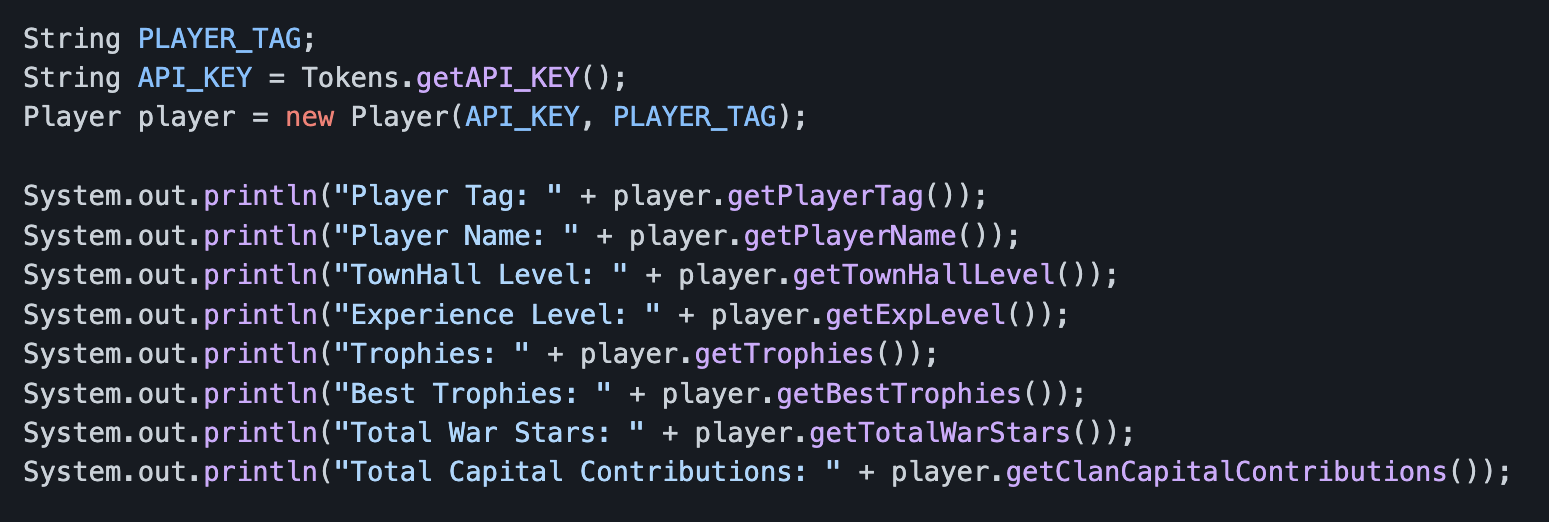 String PLAYER_TAG;
String API_KEY = Tokens.getAPI_KEY();
Player player = new Player(API_KEY, PLAYER_TAG);

System.out.println("Player Tag: " + player.getPlayerTag());
System.out.println("Player Name: " + player.getPlayerName());
System.out.println("TownHall Level: " + player.getTownHallLevel());
System.out.println("Experience Level: " + player.getExpLevel());
System.out.println("Trophies: " + player.getTrophies());
System.out.println("Best Trophies: " + player.getBestTrophies());
System.out.println("Total War Stars: " + player.getTotalWarStars());
System.out.println("Total Capital Contributions: " + player.getClanCapitalContributions());